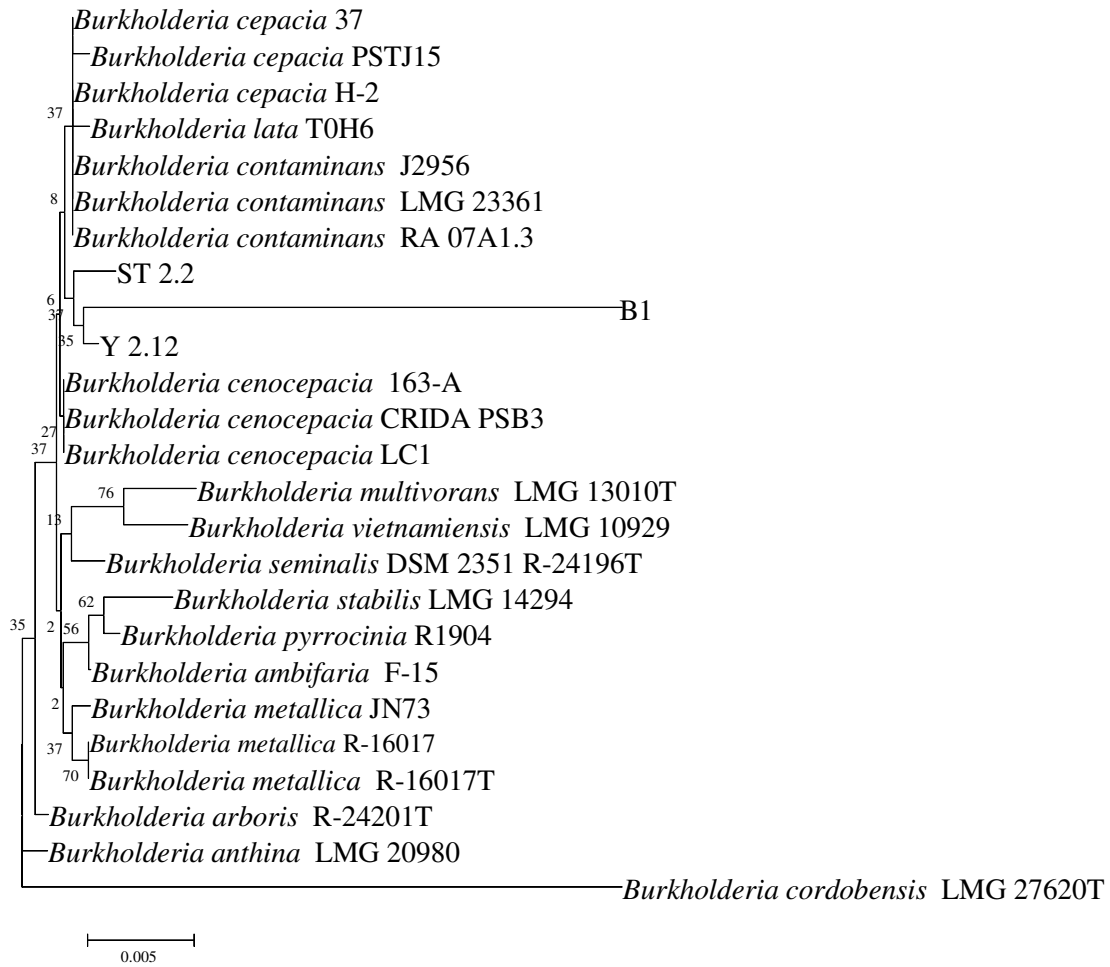 Burkholderia cepacia 37
Burkholderia cepacia PSTJ15
Burkholderia cepacia H-2
37
Burkholderia lata T0H6
Burkholderia contaminans J2956
8
Burkholderia contaminans LMG 23361
Burkholderia contaminans RA 07A1.3
ST 2.2
6
37
B1
35
Y 2.12
Burkholderia cenocepacia 163-A
Burkholderia cenocepacia CRIDA PSB3
27
37
Burkholderia cenocepacia LC1
76
Burkholderia multivorans LMG 13010T
13
Burkholderia vietnamiensis LMG 10929
Burkholderia seminalis DSM 2351 R-24196T
62
Burkholderia stabilis LMG 14294
35
2
56
Burkholderia pyrrocinia R1904
Burkholderia ambifaria F-15
2
Burkholderia metallica JN73
37
Burkholderia metallica R-16017
70
Burkholderia metallica R-16017T
Burkholderia arboris R-24201T
Burkholderia anthina LMG 20980
Burkholderia cordobensis LMG 27620T
0.005